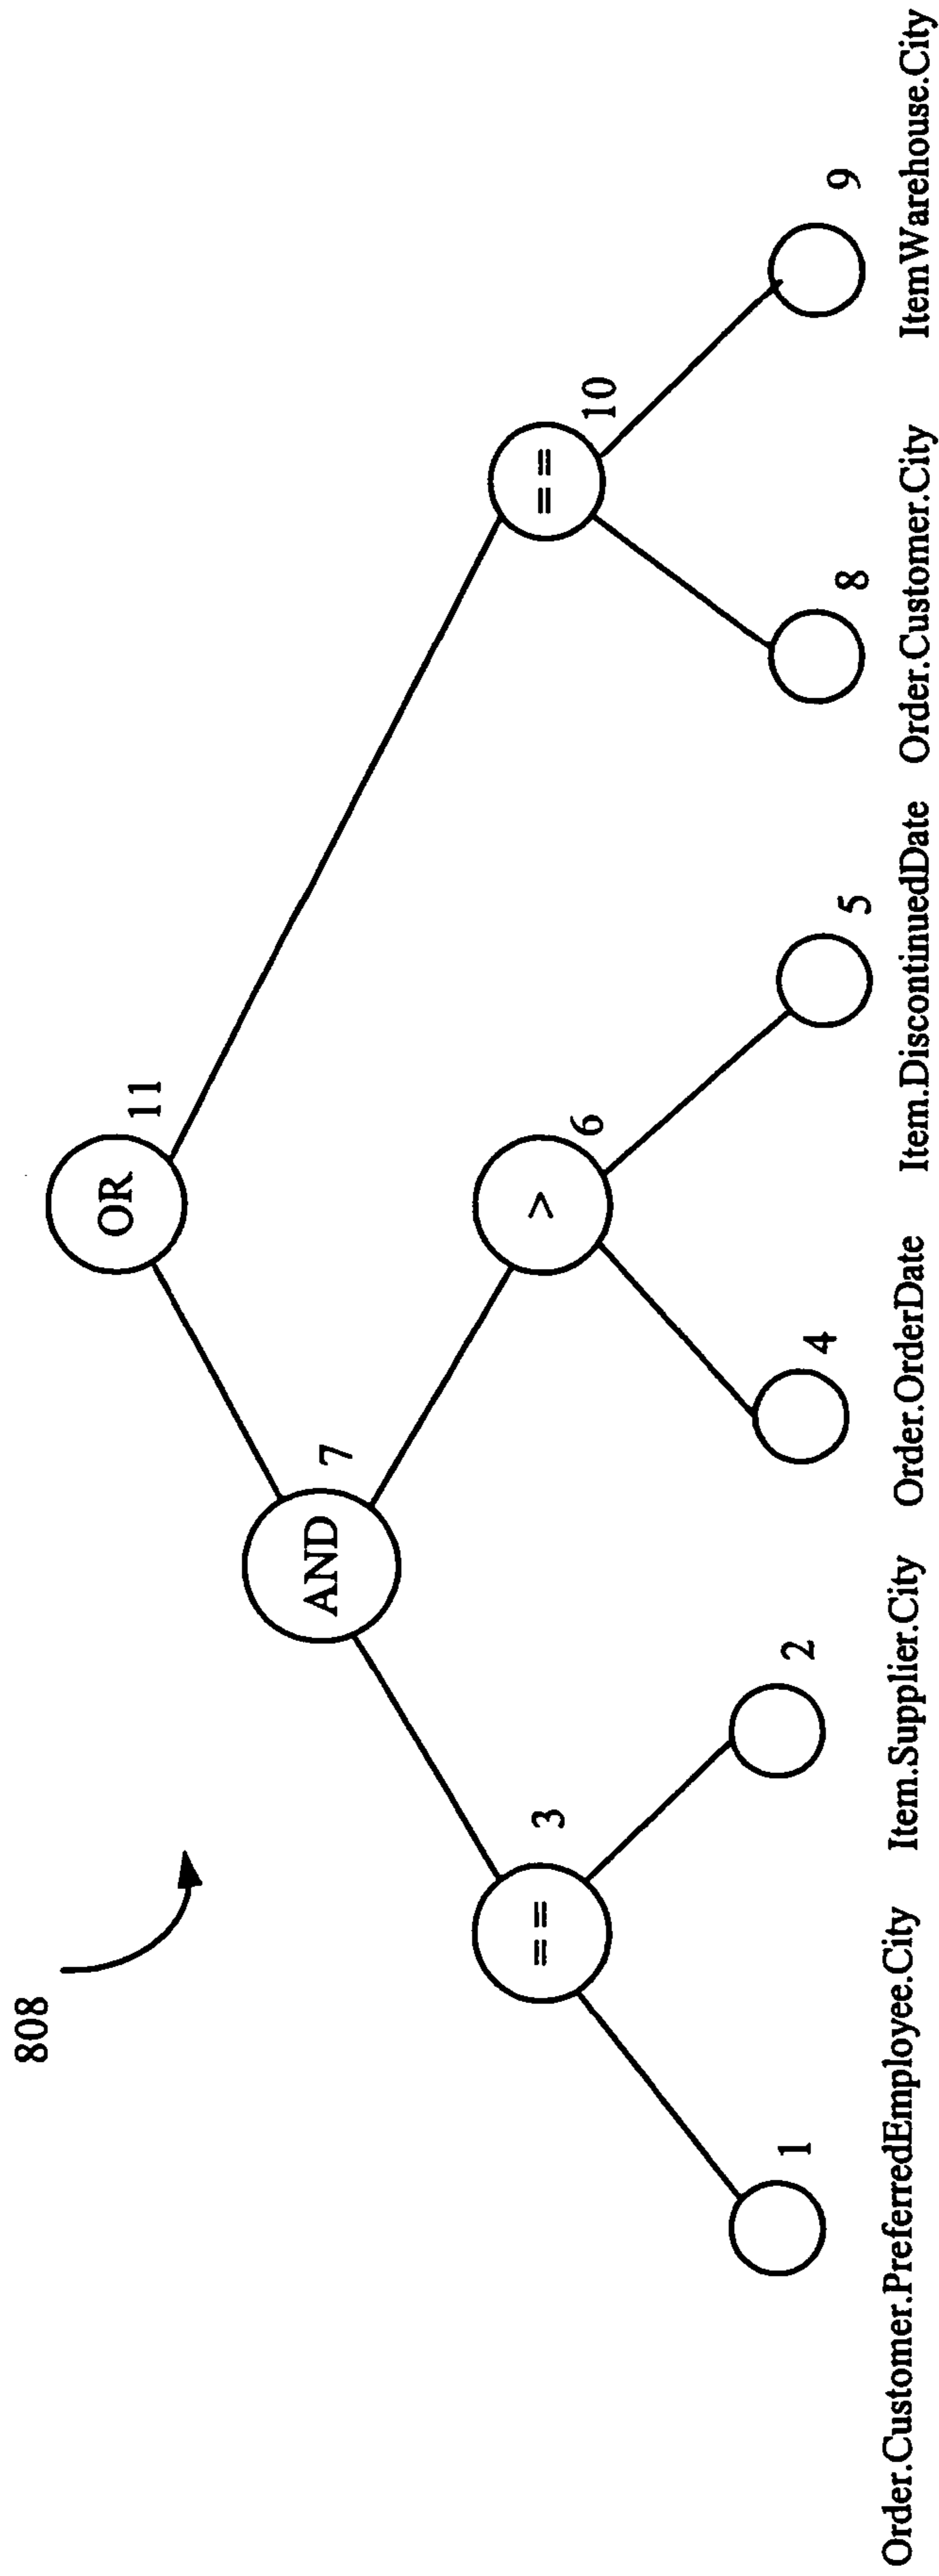 808
OR
11
AND
7
==
3
>
6
==
10
1
2
4
5
8
9
Order.Customer.PreferredEmployee.City
Item.Supplier.City
Order.OrderDate
Item.DiscontinuedDate
Order.Customer.City
ItemWarehouse.City